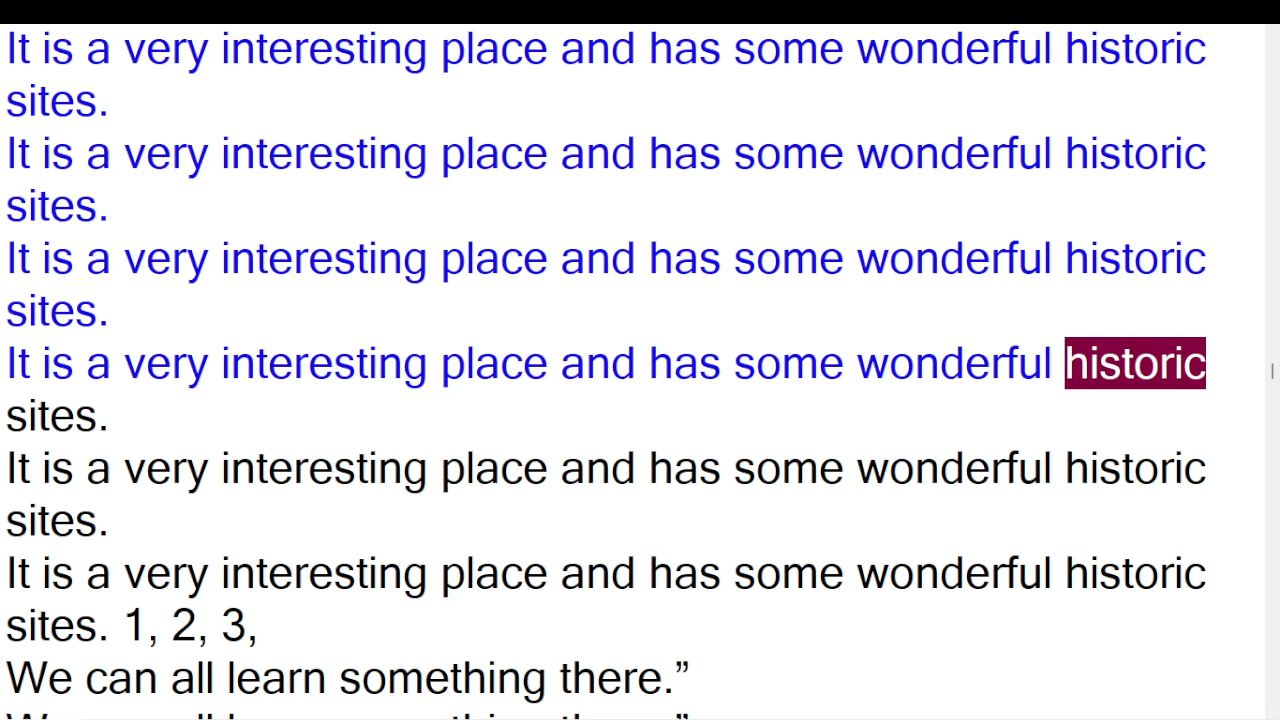 It is a very interesting place and has some wonderful historic
sites.
It is a very interesting place and has some wonderful historic
sites.
It is a very interesting place and has some wonderful historic
sites.
It is a very interesting place and has some wonderful historic
sites.
It is a very interesting place and has some wonderful historic
sites.
It is a very interesting place and has some wonderful historic
sites. 1, 2, 3,
We can all learn something there.”